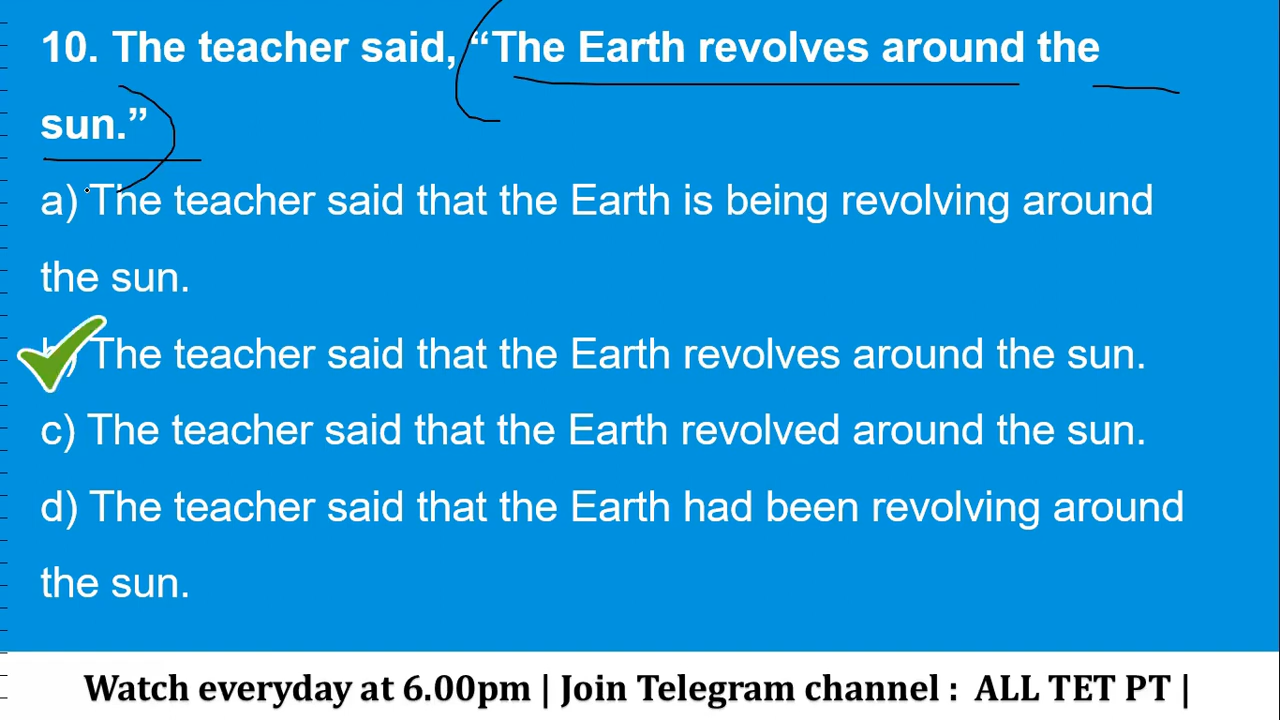 10. The teacher said, “The Earth revolves around the
sun.”
a) The teacher said that the Earth is being revolving around
the sun.
b) The teacher said that the Earth revolves around the sun.
c) The teacher said that the Earth revolved around the sun.
d) The teacher said that the Earth had been revolving around
the sun.
Watch everyday at 6.00pm | Join Telegram channel : ALL TET PT |